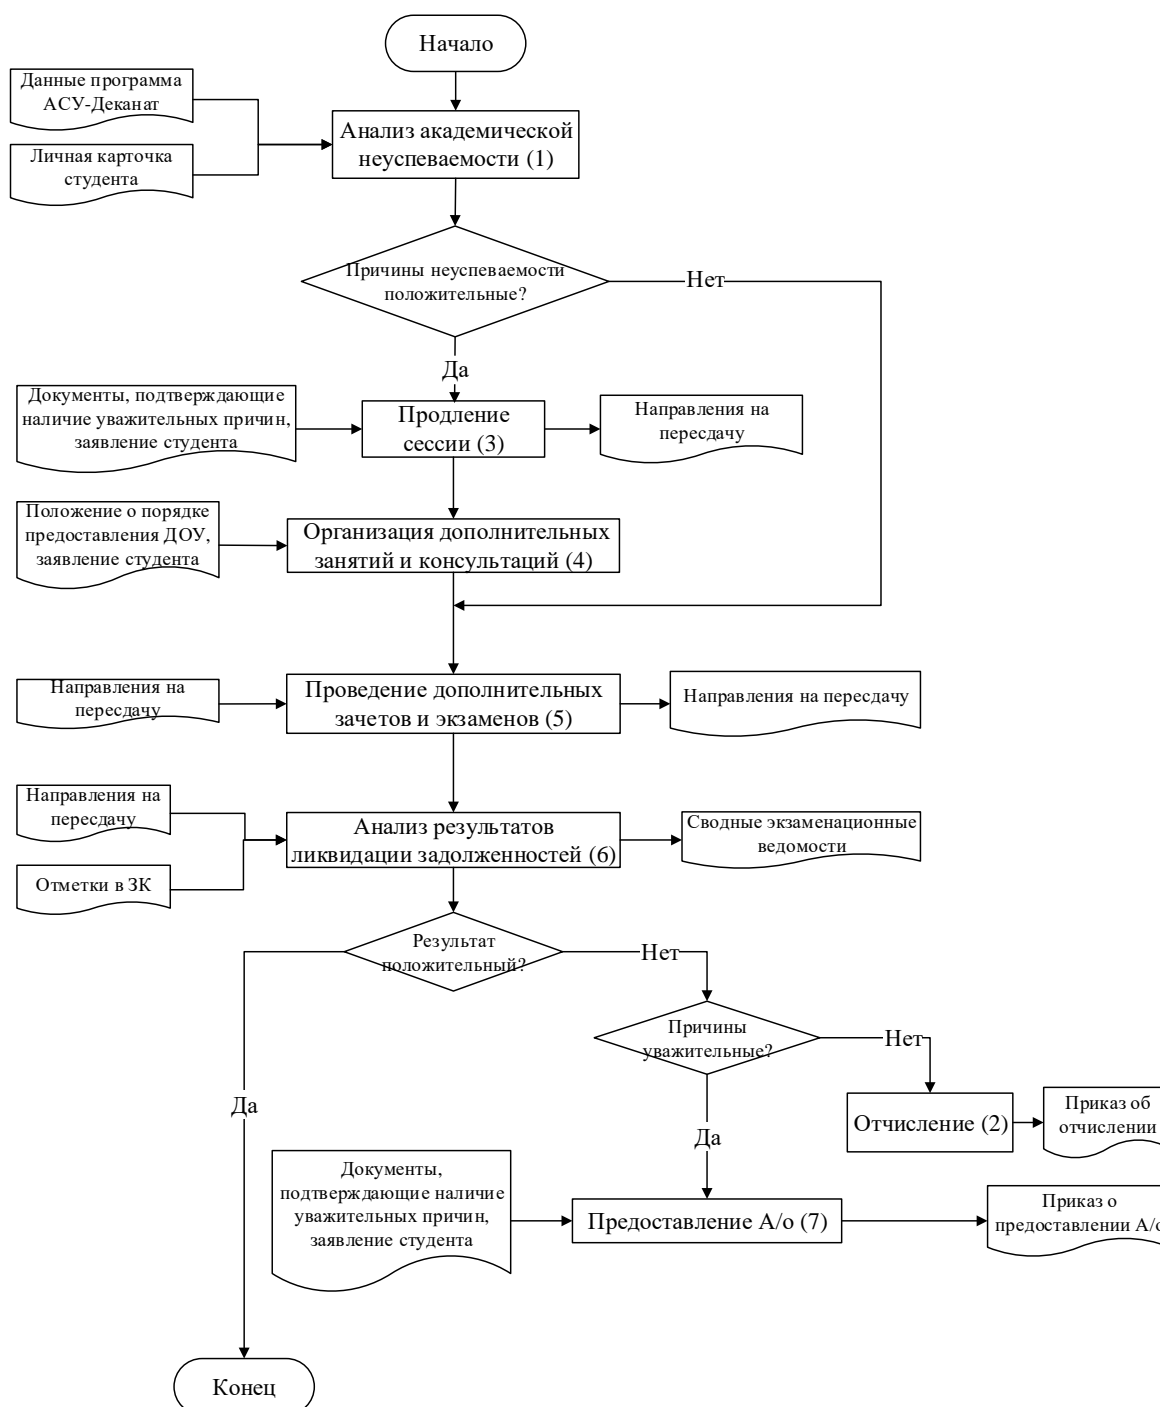 Начало
Данные программа
АСУ-Деканат
Анализ академической
неуспеваемости (1)
Личная карточка
студента
Причины неуспеваемости
положительные?
Нет
Да
Документы, подтверждающие
наличие уважительных причин,
заявление студента
Продление
сессии (3)
Направления на
пересдачу
Положение о порядке
предоставления ДОУ,
заявление студента
Организация дополнительных
занятий и консультаций (4)
Направления на
пересдачу
Проведение дополнительных
зачетов и экзаменов (5)
Направления на пересдачу
Направления на
пересдачу
Анализ результатов
ликвидации задолженностей (6)
Сводные экзаменационные
ведомости
Отметки в ЗК
Результат
положительный?
Нет
Причины
уважительные?
Нет
Да
Отчисление (2)
Приказ об
отчислении
Да
Документы,
подтверждающие наличие
уважительных причин,
заявление студента
Предоставление А/о (7)
Приказ о
предоставлении А/о
Конец